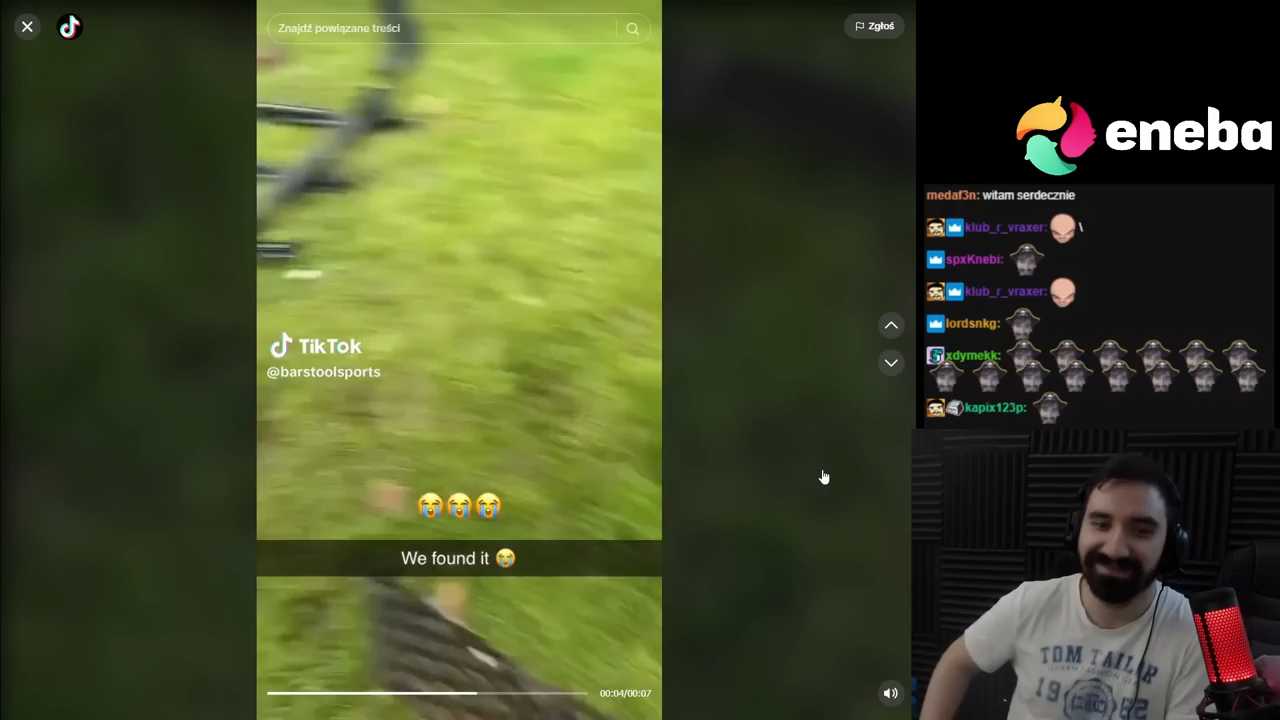 Znajdź powiązane treści
Zgłoś
TikTok
@barstoolsports
We found it
00:04/00:07
eneba
medaf3n: witam serdecznie
klub_r_vraxer: \
spxKnebi:
klub_r_vraxer:
lordsnkg:
xdymekk:
kapix123p:
TOM TAILOR
19